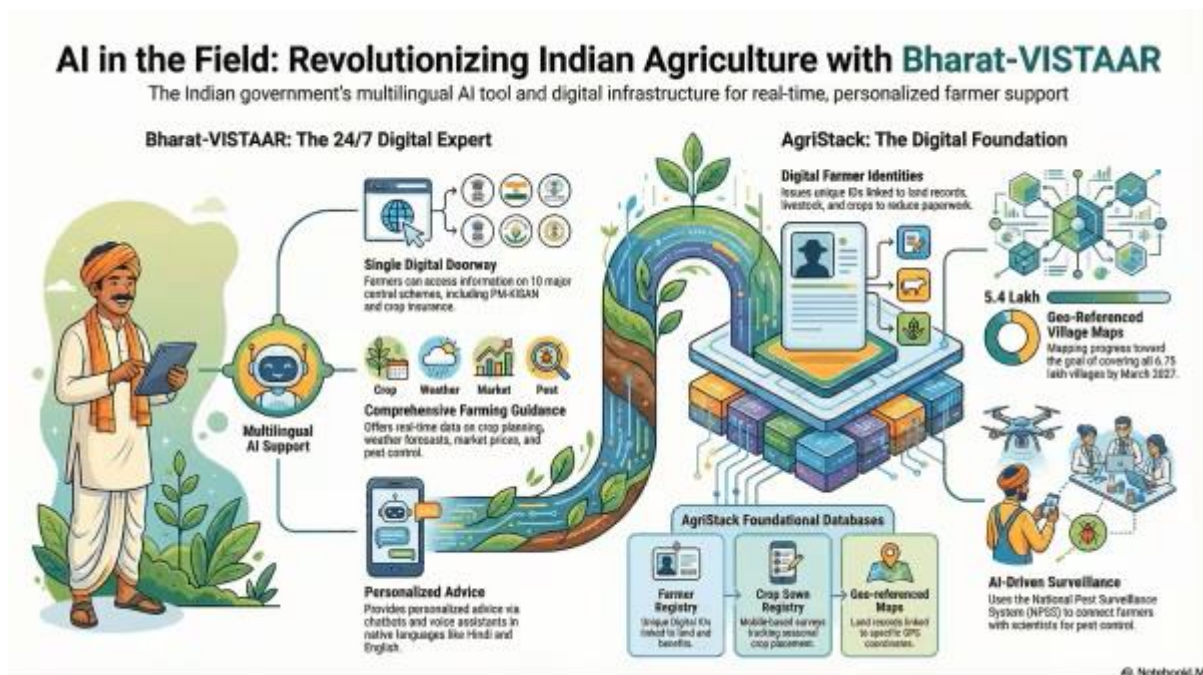 AI in the Field: Revolutionizing Indian Agriculture with Bharat-VISTAAR
The Indian government's multilingual AI tool and digital infrastructure for real-time, personalized farmer support
Bharat-VISTAAR: The 24/7 Digital Expert
Multilingual
AI Support
Single Digital Doorway
Farmers can access information on 10 major
central schemes, including PM-KISAN
and crop insurance.
Crop
Weather
Market
Pest
Comprehensive Farming Guidance
Offers real-time data on crop planning,
weather forecasts, market prices, and
pest control.
Personalized Advice
Provides personalized advice via
chatbots and voice assistants in
native languages like Hindi and
English.
AgriStack: The Digital Foundation
Digital Farmer Identities
Issues unique IDs linked to land records,
livestock, and crops to reduce paperwork.
5.4 Lakh
Geo-Referenced
Village Maps
Mapping progress toward
the goal of covering all 6.75
lakh villages by March 2027.
AgriStack Foundational Databases
Farmer
Registry
Unique Digital IDs
linked to land and
benefits.
Crop Sown
Registry
Mobile-based surveys
tracking seasonal
crop placement.
Geo-referenced
Maps
Land records linked
to specific GPS
coordinates.
AI-Driven Surveillance
Uses the National Pest Surveillance
System (NPSS) to connect farmers
with scientists for pest control.